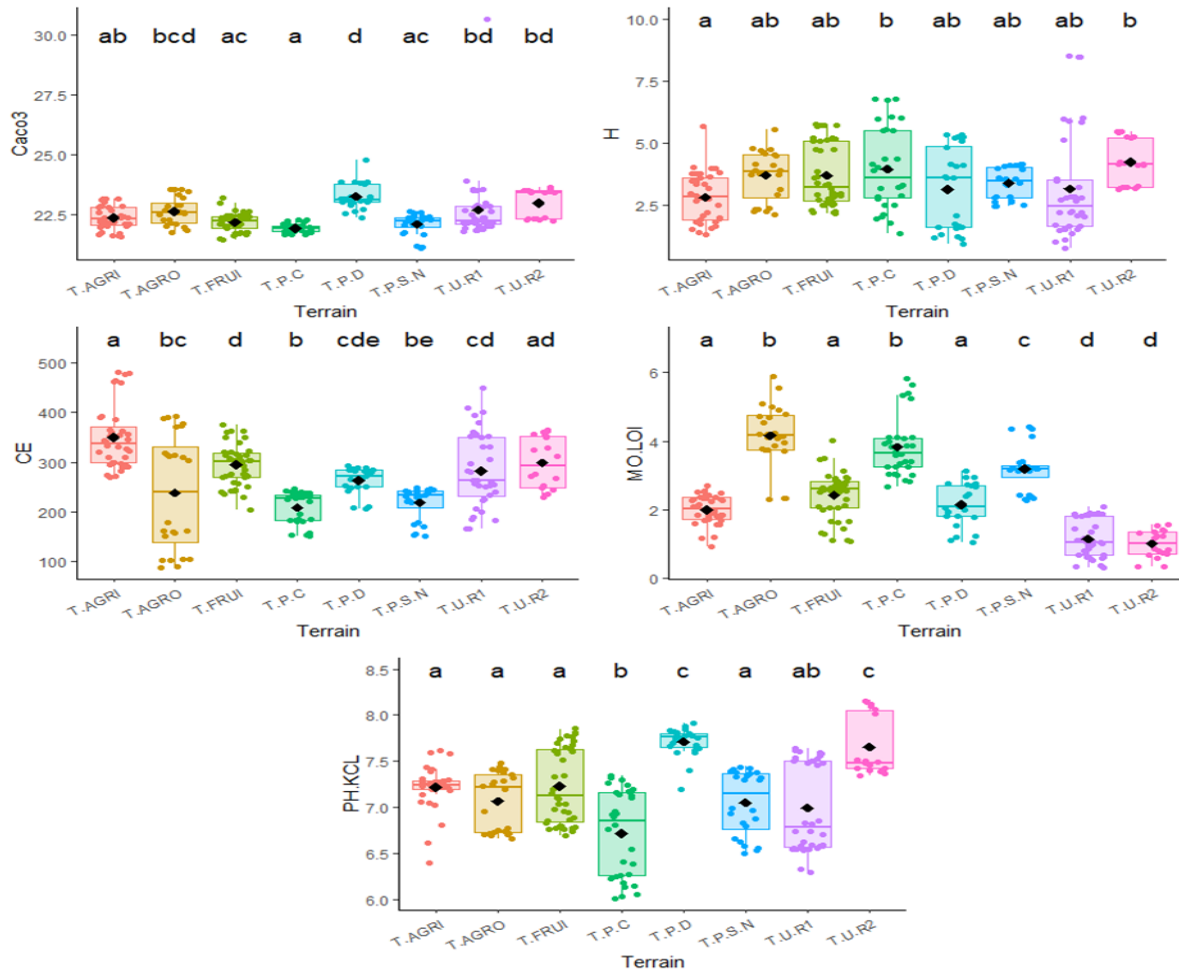 30.0
27.5
25.0
22.5
Caco3
ab bcd ac a d ac bd bd
T.AGRI T.AGRO T.FRUI T.P.C T.P.D T.P.S.N T.U.R1 T.U.R2
Terrain
10.0
7.5
5.0
2.5
H
a ab ab b ab ab ab b
T.AGRI T.AGRO T.FRUI T.P.C T.P.D T.P.S.N T.U.R1 T.U.R2
Terrain
500
400
300
200
100
CE
a bc d b cde be cd ad
T.AGRI T.AGRO T.FRUI T.P.C T.P.D T.P.S.N T.U.R1 T.U.R2
Terrain
6
4
2
0
MO.LOI
a b a b a c d d
T.AGRI T.AGRO T.FRUI T.P.C T.P.D T.P.S.N T.U.R1 T.U.R2
Terrain
8.5
8.0
7.5
7.0
6.5
6.0
PH.KCL
a a a b c a ab c
T.AGRI T.AGRO T.FRUI T.P.C T.P.D T.P.S.N T.U.R1 T.U.R2
Terrain